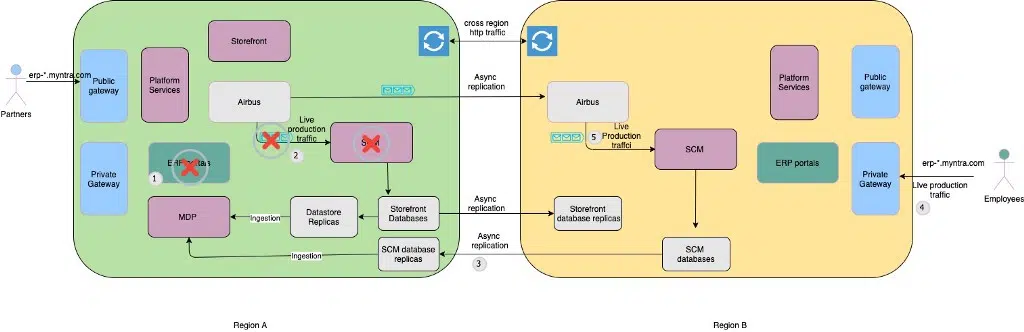 cross region
http traffic
Storefront
erp-*.myntra.com
Partners
Public
gateway
Platform
Services
Airbus
Async
replication
Live
production
traffic
2
SCM
1
ERP portals
Private
Gateway
MDP
Ingestion
Datastore
Replicas
Storefront
Databases
Async
replication
SCM database
replicas
Ingestion
Async
replication
3
Airbus
5
Live
Production
traffci
SCM
Platform
Services
Public
gateway
ERP portals
Private
Gateway
erp-*.myntra.com
LIve production
traffic
4
Employees
Storefront
database replicas
SCM
databases
Region A
Region B